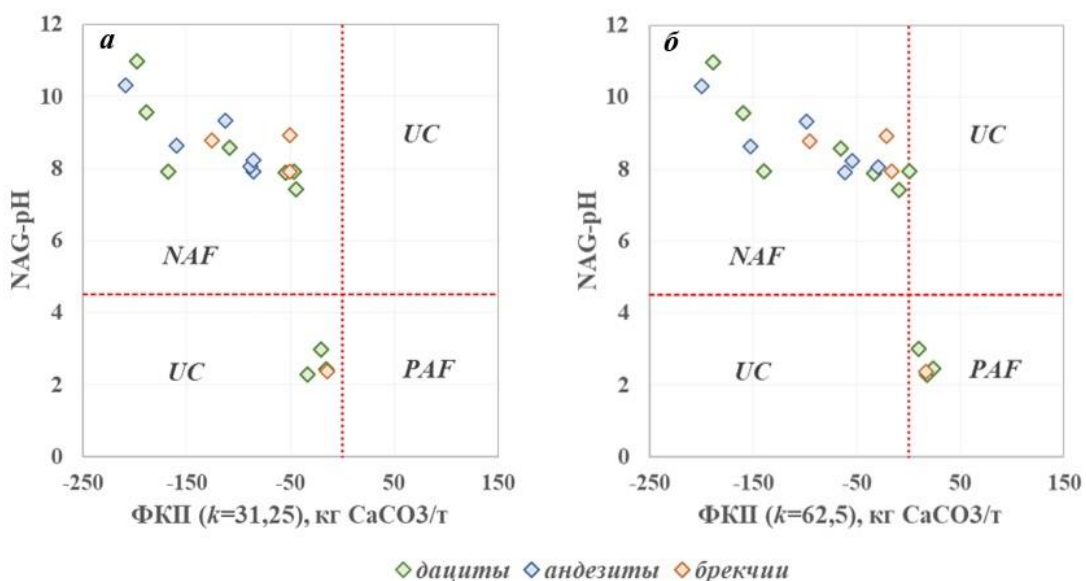 а
NAG-pH
12
10
8
6
4
2
0
UC
NAF
UC
PAF
-250 -150 -50 50 150
ФКП (k=31,25), кг CaCO3/т
б
NAG-pH
12
10
8
6
4
2
0
UC
NAF
UC
PAF
-250 -150 -50 50 150
ФКП (k=62,5), кг CaCO3/т
дациты андезиты брекчии